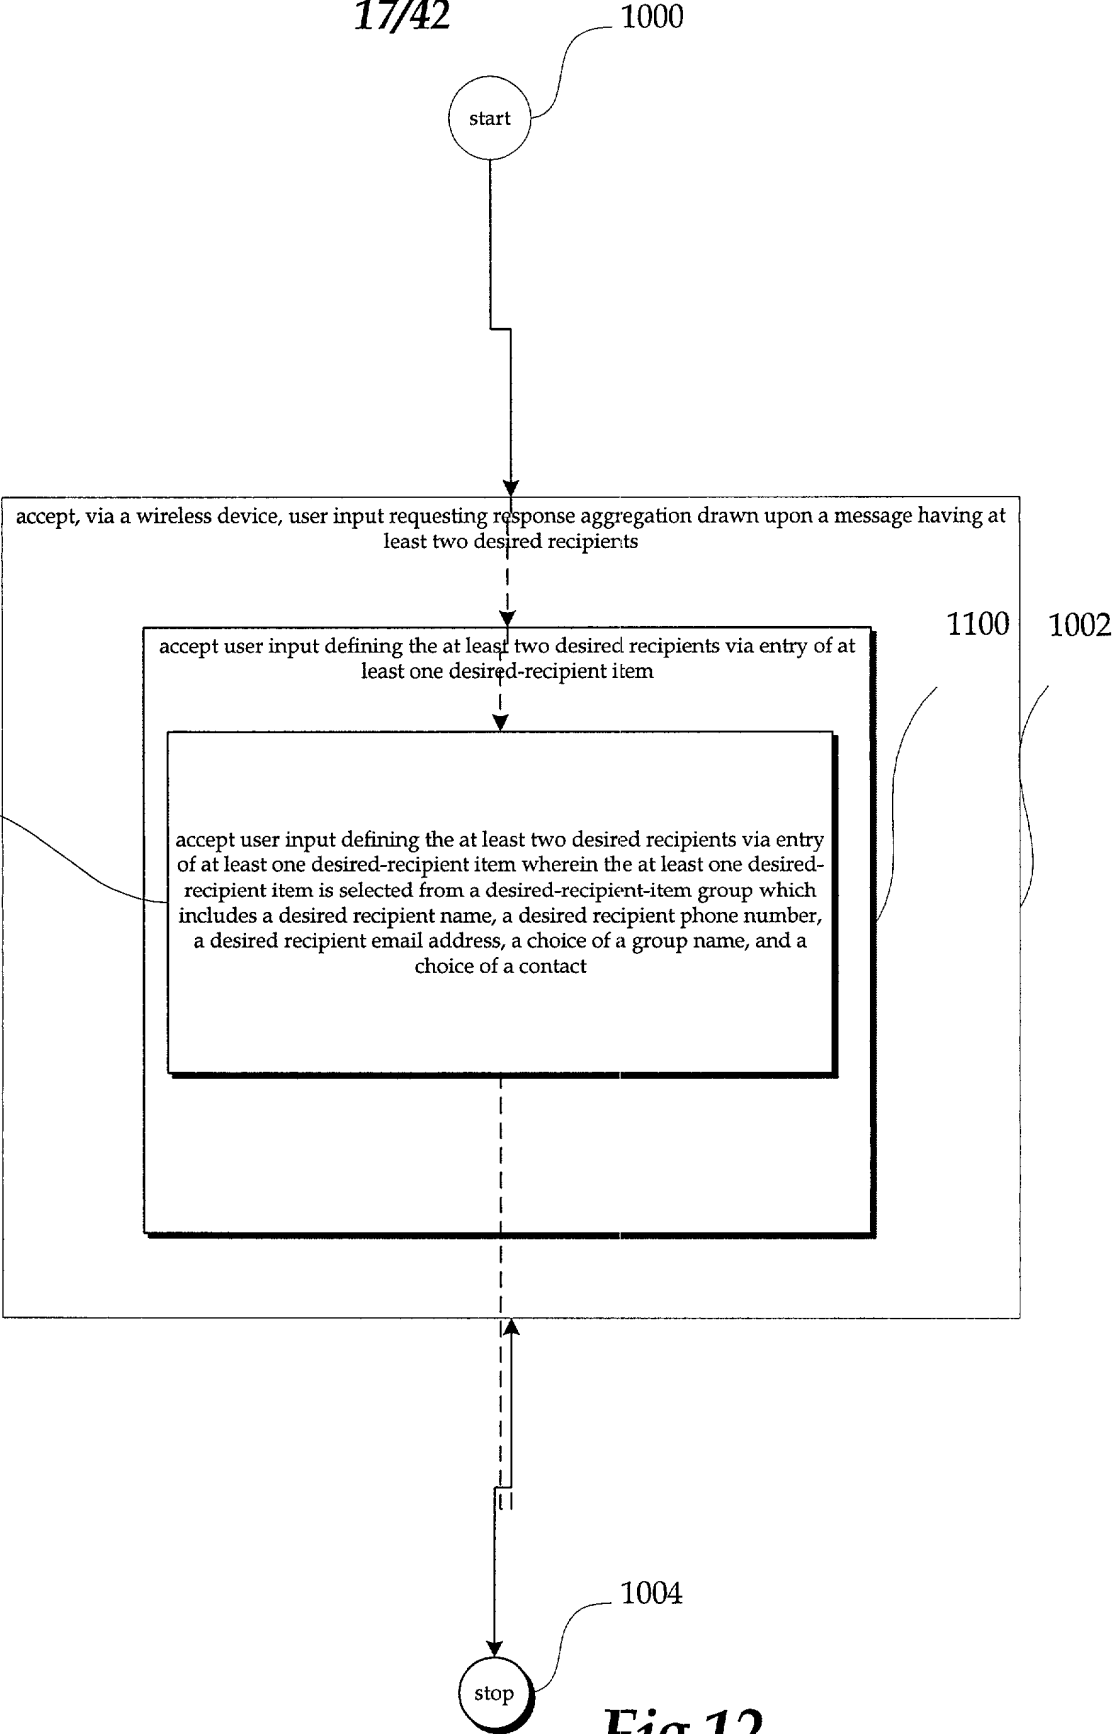 17/42
1000
start
accept, via a wireless device, user input requesting response aggregation drawn upon a message having at
least two desired recipients
1100
1002
accept user input defining the at least two desired recipients via entry of at
least one desired-recipient item
accept user input defining the at least two desired recipients via entry
of at least one desired-recipient item wherein the at least one desired-
recipient item is selected from a desired-recipient-item group which
includes a desired recipient name, a desired recipient phone number,
a desired recipient email address, a choice of a group name, and a
choice of a contact
1004
stop
Fig.12